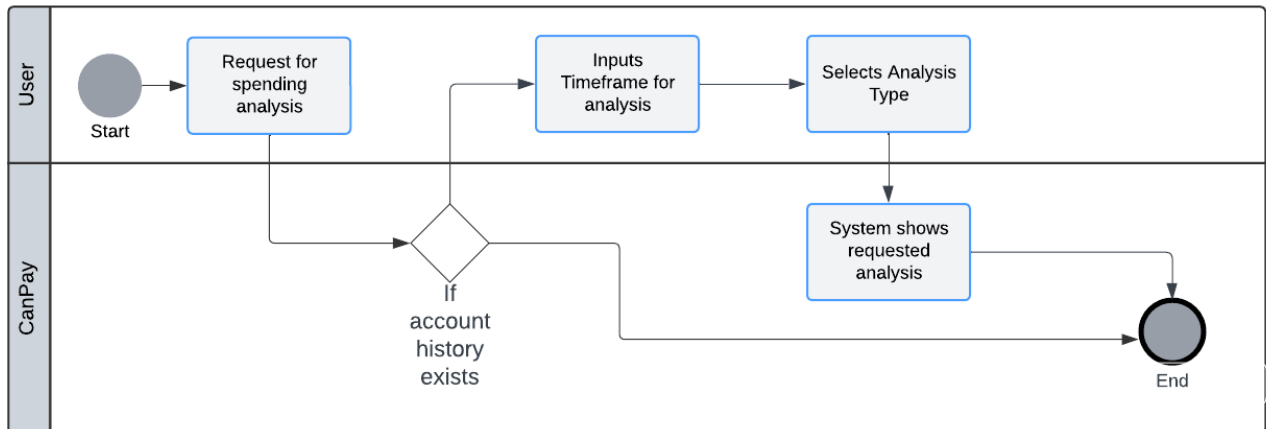 User
Start
Request for
spending
analysis
Inputs
Timeframe for
analysis
Selects Analysis
Type
CanPay
If
account
history
exists
System shows
requested
analysis
End